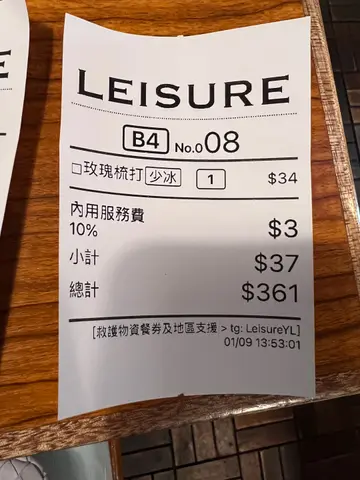 LEISURE
B4 No.008
□玫瑰梳打 少冰 1 $34
內用服務費
10% $3
小計 $37
總計 $361
[救護物資餐券及地區支援 > tg: LeisureYL]
01/09 13:53:01